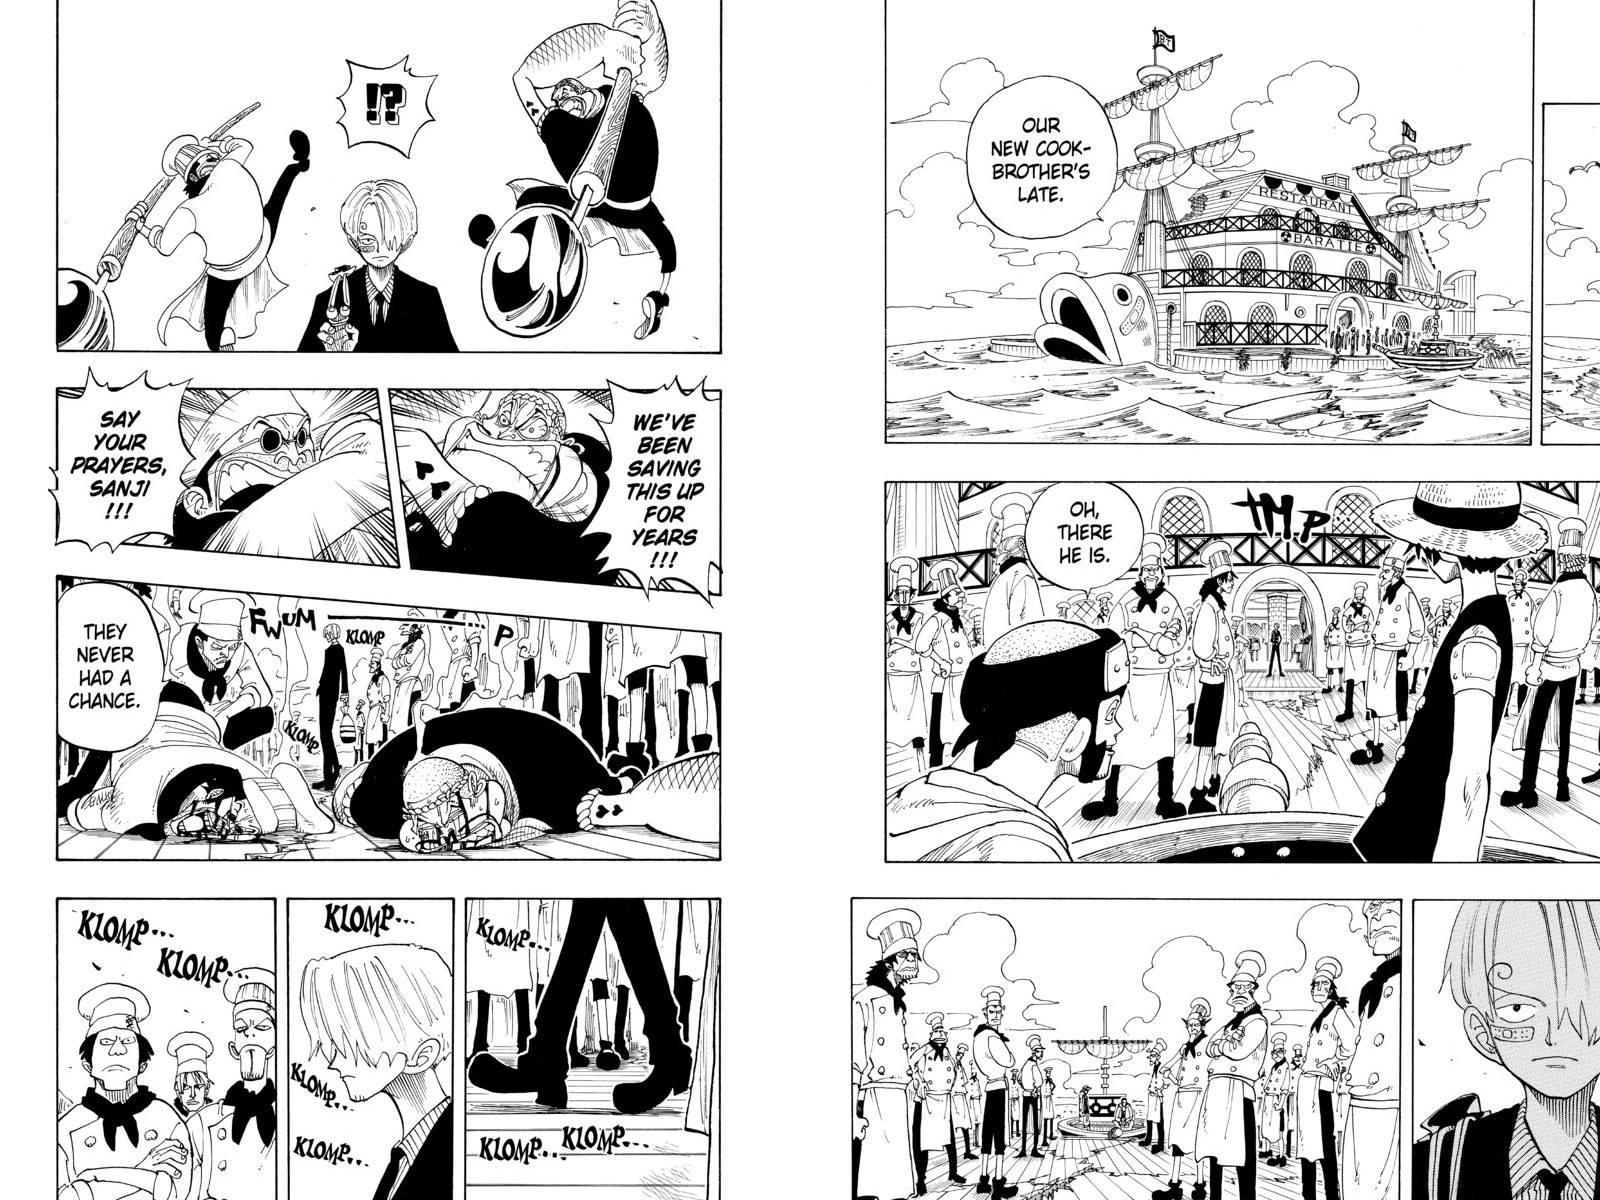 OUR
NEW COOK-
BROTHER'S
LATE.
BT
RESTAURANT
BARATIE
OH,
THERE
HE IS.
TMP
!?
WE'VE
BEEN
SAVING
THIS UP
FOR
YEARS
!!!
SAY
YOUR
PRAYERS,
SANJI
!!!
FWUMP
KLOMP
KLOMP
THEY
NEVER
HAD A
CHANCE.
KLOMP...
KLOMP...
KLOMP...
KLOMP...
KLOMP...
KLOMP...
KLOMP...
KLOMP...